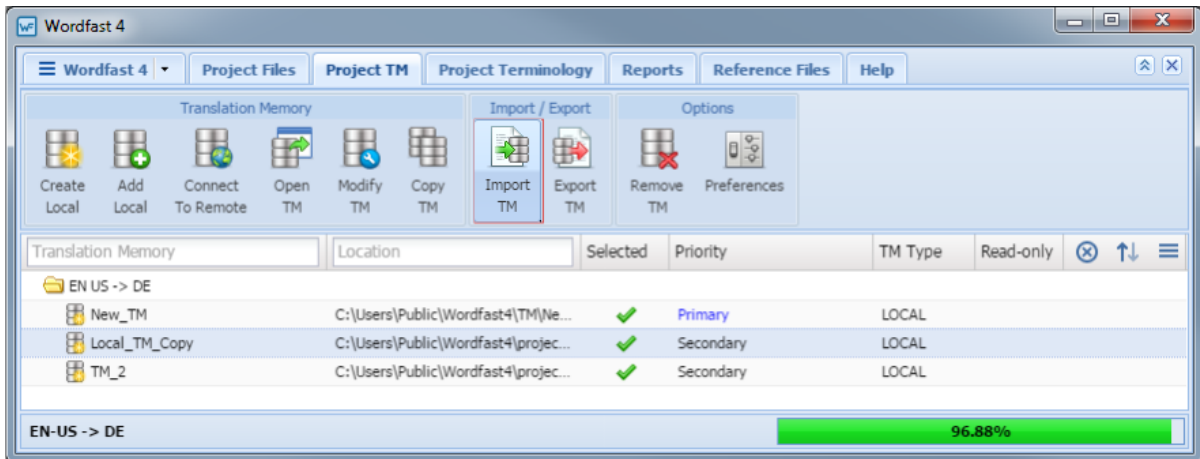 Wordfast 4
Wordfast 4 Project Files Project TM Project Terminology Reports Reference Files Help
Translation Memory Import / Export Options
Create Local
Add Local
Connect To Remote
Open TM
Modify TM
Copy TM
Import TM
Export TM
Remove TM
Preferences
Translation Memory Location Selected Priority TM Type Read-only
EN US -> DE
New_TM C:\Users\Public\Wordfast4\TM\Ne... Primary LOCAL
Local_TM_Copy C:\Users\Public\Wordfast4\projec... Secondary LOCAL
TM_2 C:\Users\Public\Wordfast4\projec... Secondary LOCAL
EN-US -> DE 96.88%